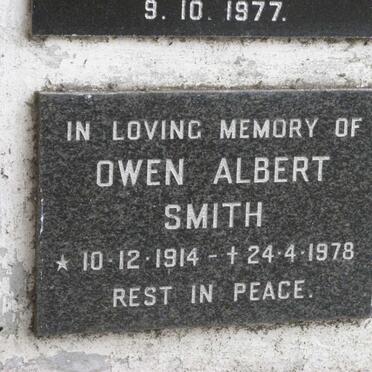 9. 10. 1977.
IN LOVING MEMORY OF
OWEN ALBERT
SMITH
★ 10·12·1914 - † 24·4·1978
REST IN PEACE.